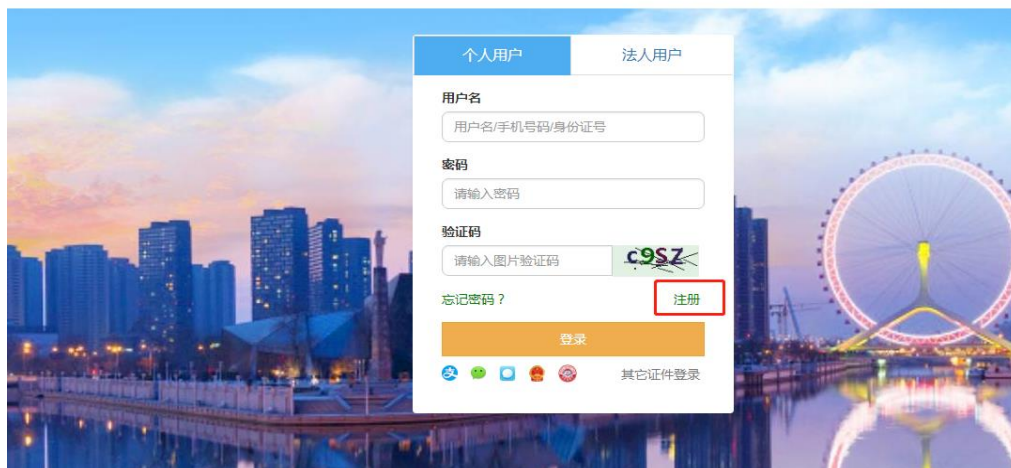 个人用户 法人用户
用户名
用户名/手机号码/身份证号
密码
请输入密码
验证码
请输入图片验证码 c9SZ
忘记密码？ 注册
登录
支 其它证件登录